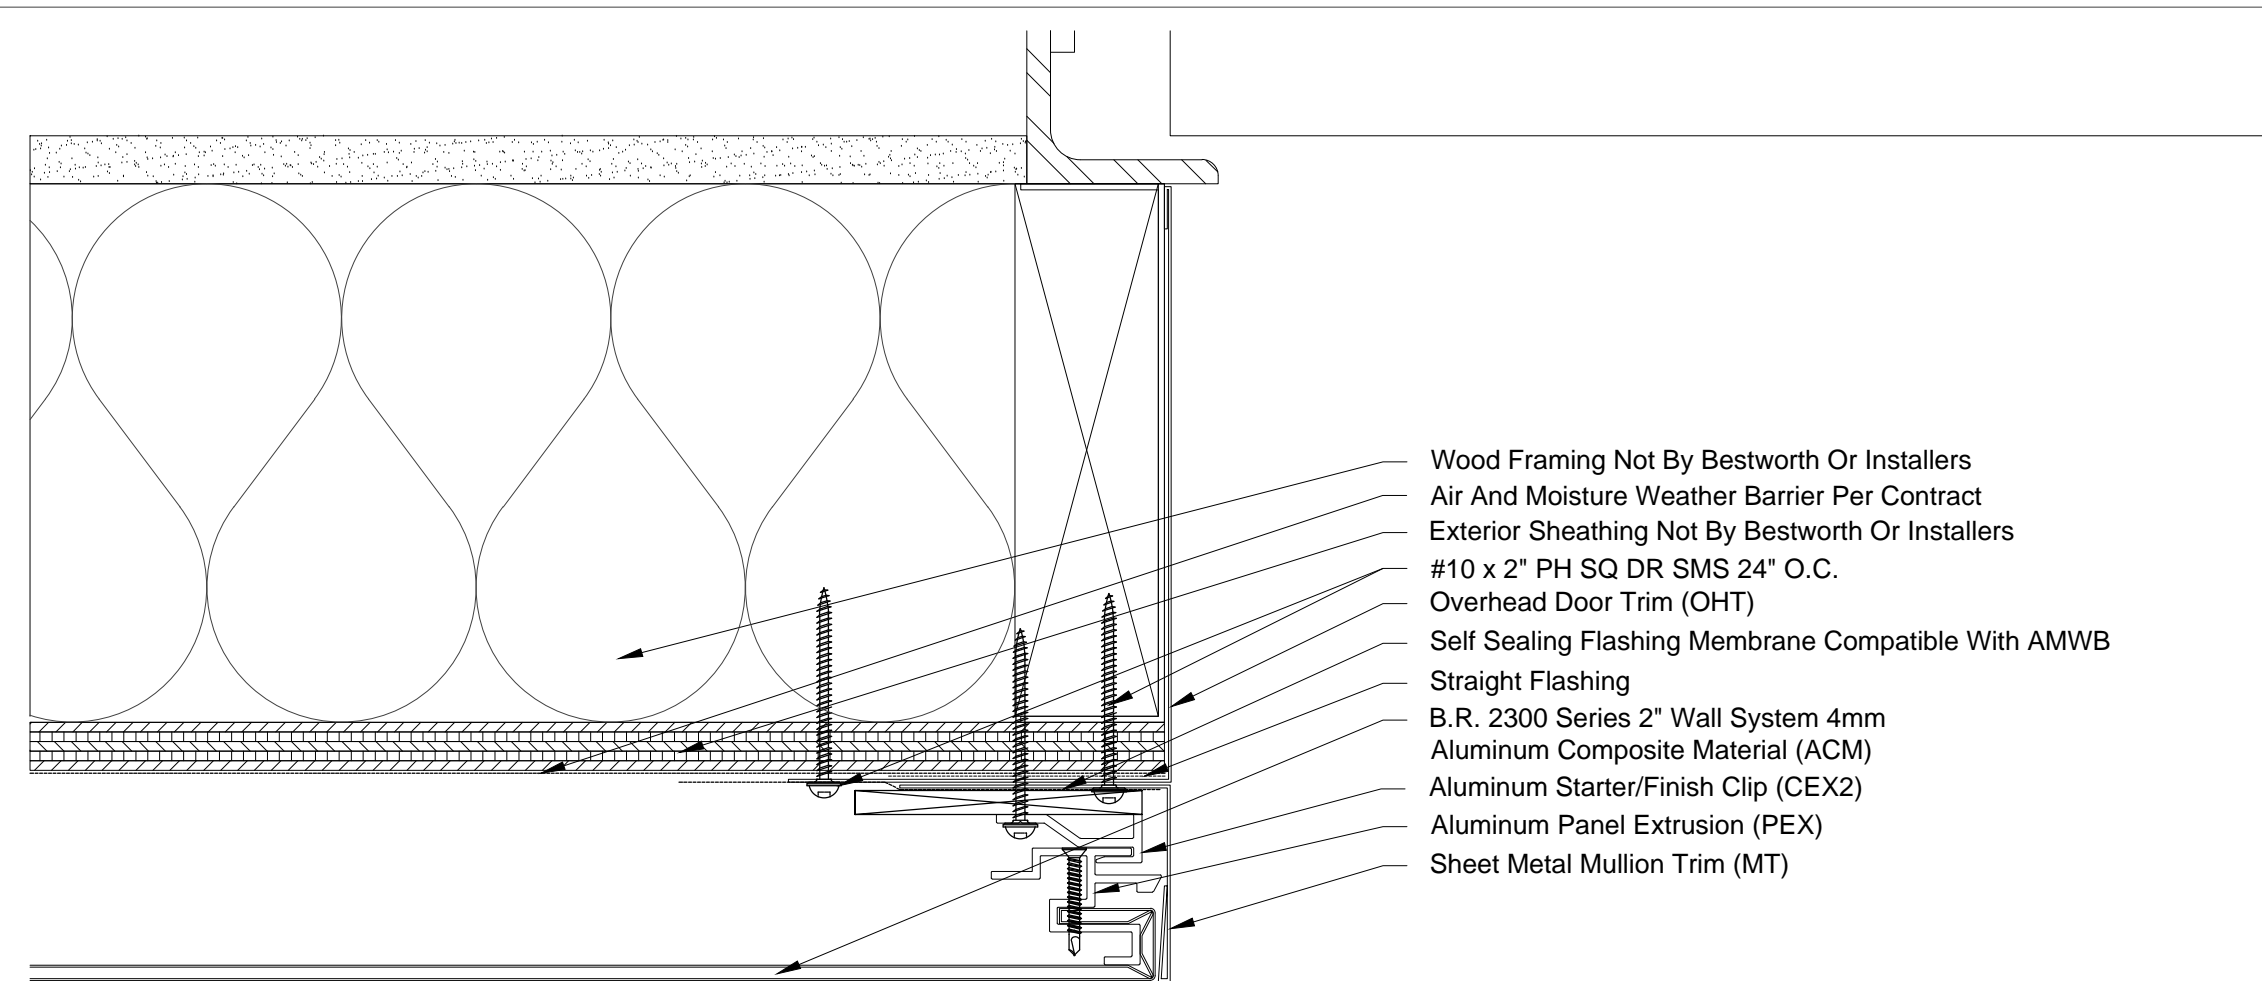 Wood Framing Not By Bestworth Or Installers
Air And Moisture Weather Barrier Per Contract
Exterior Sheathing Not By Bestworth Or Installers
#10 x 2" PH SQ DR SMS 24" O.C.
Overhead Door Trim (OHT)
Self Sealing Flashing Membrane Compatible With AMWB
Straight Flashing
B.R. 2300 Series 2" Wall System 4mm
Aluminum Composite Material (ACM)
Aluminum Starter/Finish Clip (CEX2)
Aluminum Panel Extrusion (PEX)
Sheet Metal Mullion Trim (MT)